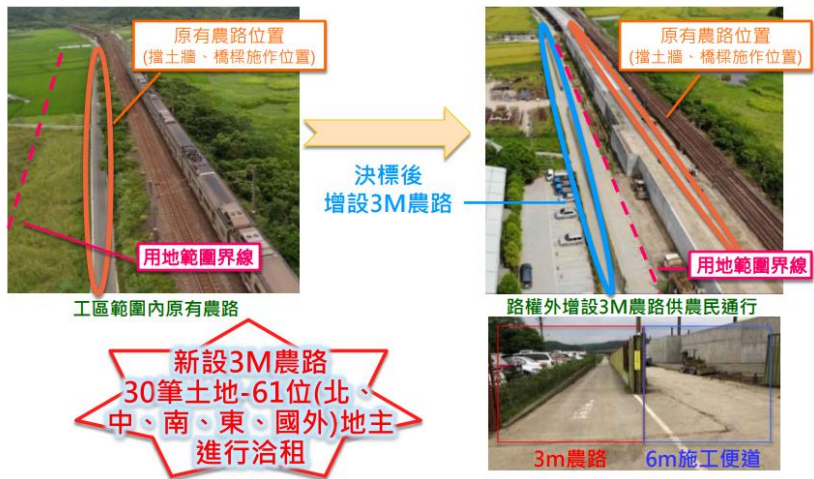 原有農路位置
(擋土牆、橋樑施作位置)
用地範圍界線
工區範圍內原有農路
決標後
增設3M農路
原有農路位置
(擋土牆、橋樑施作位置)
用地範圍界線
路權外增設3M農路供農民通行
新設3M農路
30筆土地-61位(北、
中、南、東、國外)地主
進行洽租
3m農路
6m施工便道